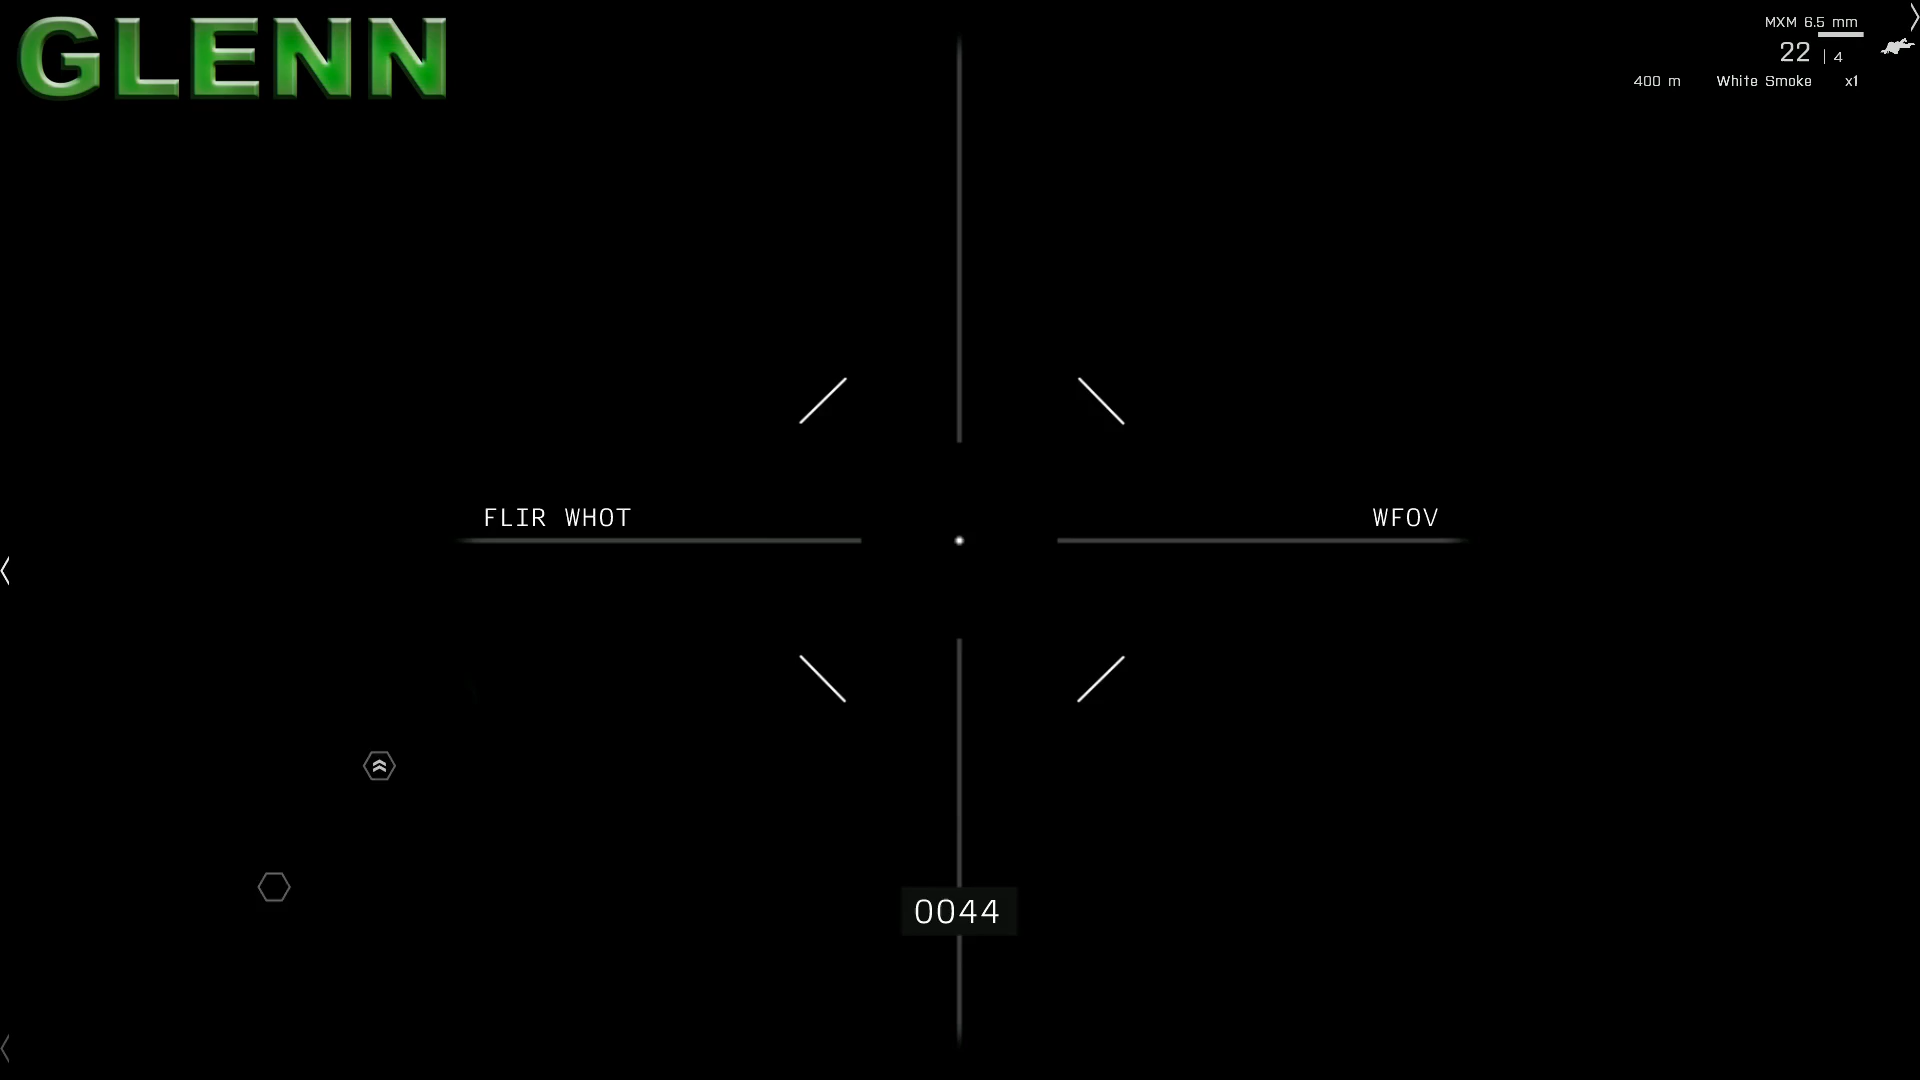 GLENN
MXM 6.5 mm
22 | 4
400 m White Smoke x1
FLIR WHOT
WFOV
0044